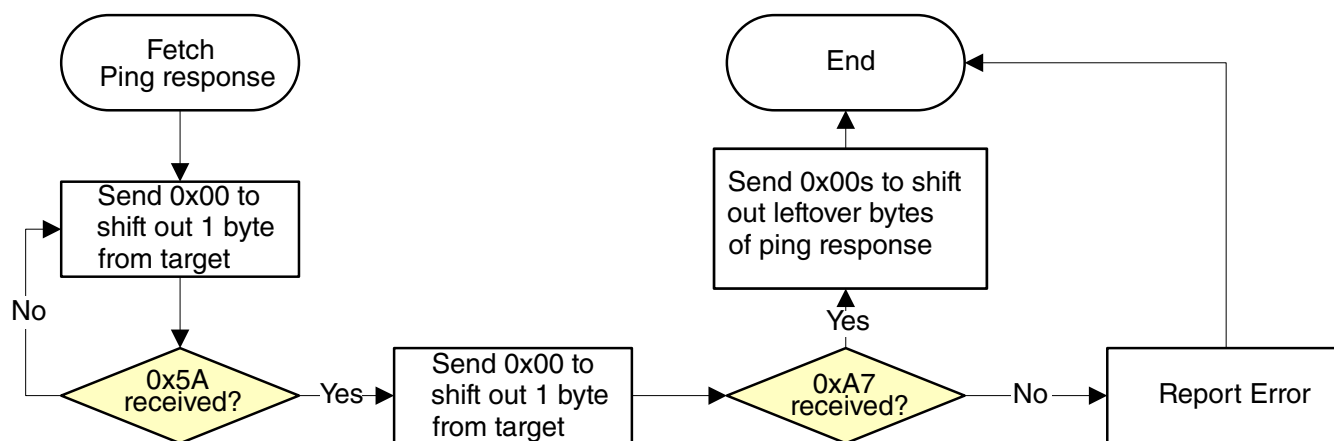 Fetch
Ping response
Send 0x00 to
shift out 1 byte
from target
No
0x5A
received?
Yes
Send 0x00 to
shift out 1 byte
from target
0xA7
received?
Yes
Send 0x00s to shift
out leftover bytes
of ping response
End
No
Report Error